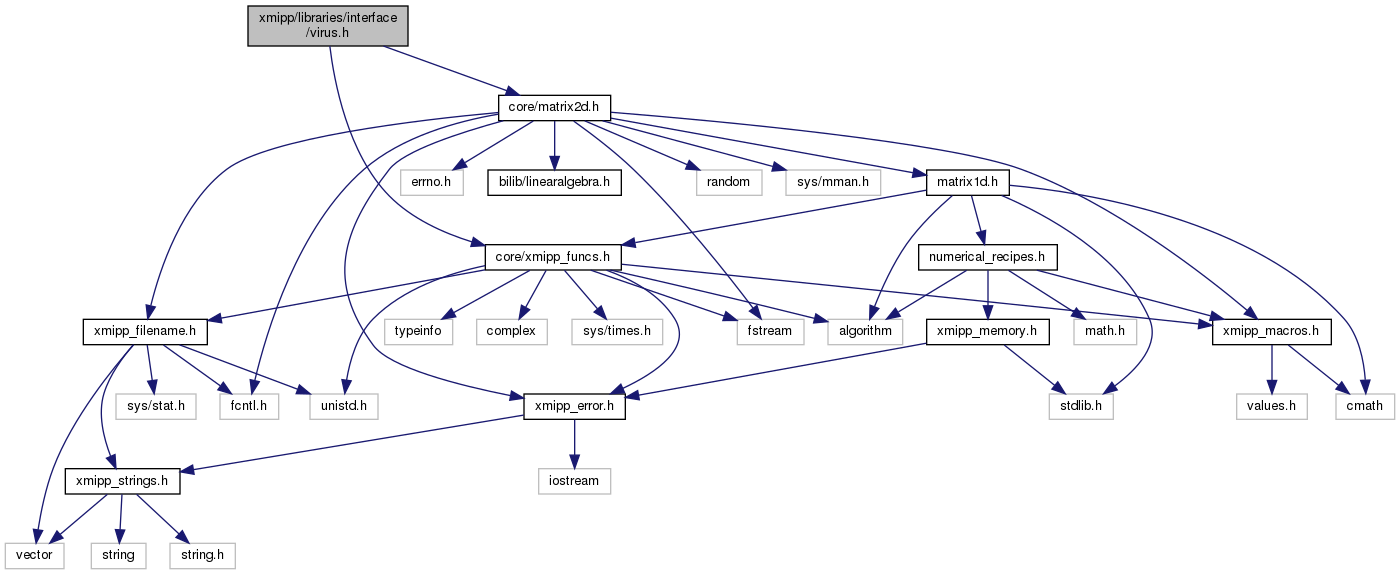 xmipp/libraries/interface
/virus.h
core/matrix2d.h
errno.h
bilib/linearalgebra.h
random
sys/mman.h
matrix1d.h
core/xmipp_funcs.h
numerical_recipes.h
xmipp_filename.h
typeinfo
complex
sys/times.h
fstream
algorithm
xmipp_memory.h
math.h
xmipp_macros.h
sys/stat.h
fcntl.h
unistd.h
xmipp_error.h
stdlib.h
values.h
cmath
xmipp_strings.h
iostream
vector
string
string.h